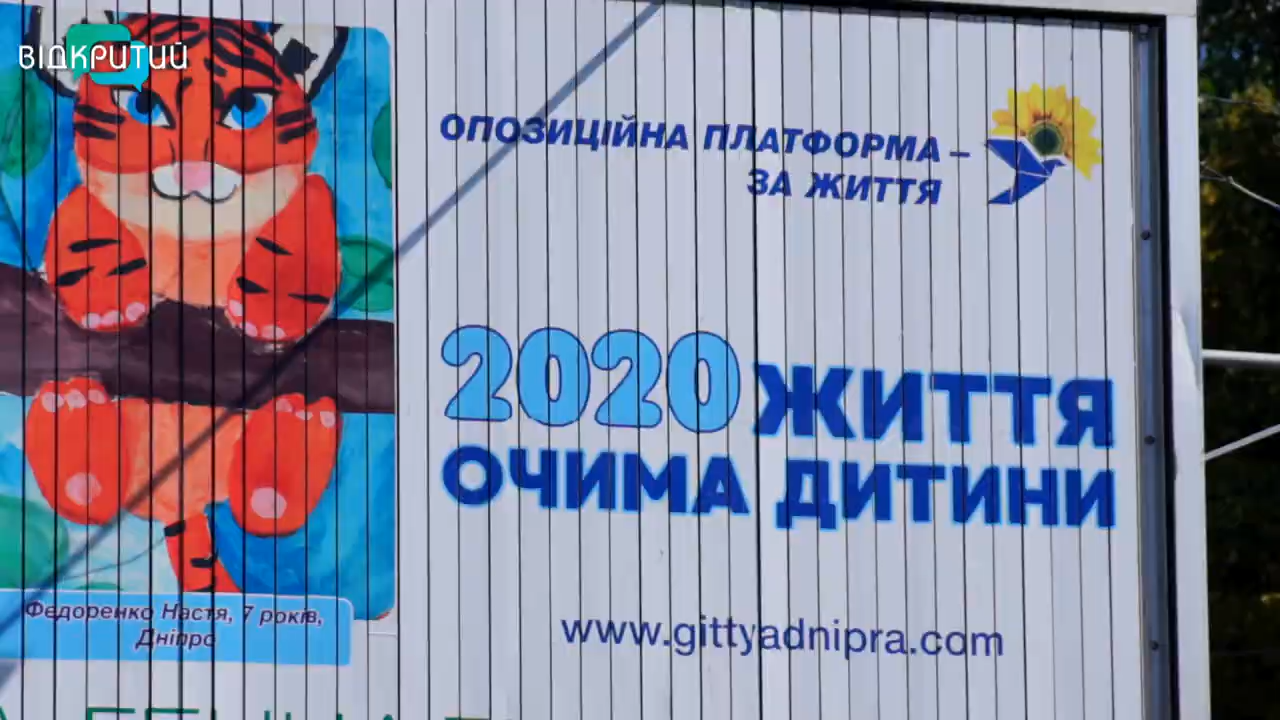 ВІДКРИТИЙ
ОПОЗИЦІЙНА ПЛАТФОРМА –
ЗА ЖИТТЯ
2020 ЖИТТЯ
ОЧИМА ДИТИНИ
Федоренко Настя, 7 років,
Дніпро
www.gittyadnipra.com